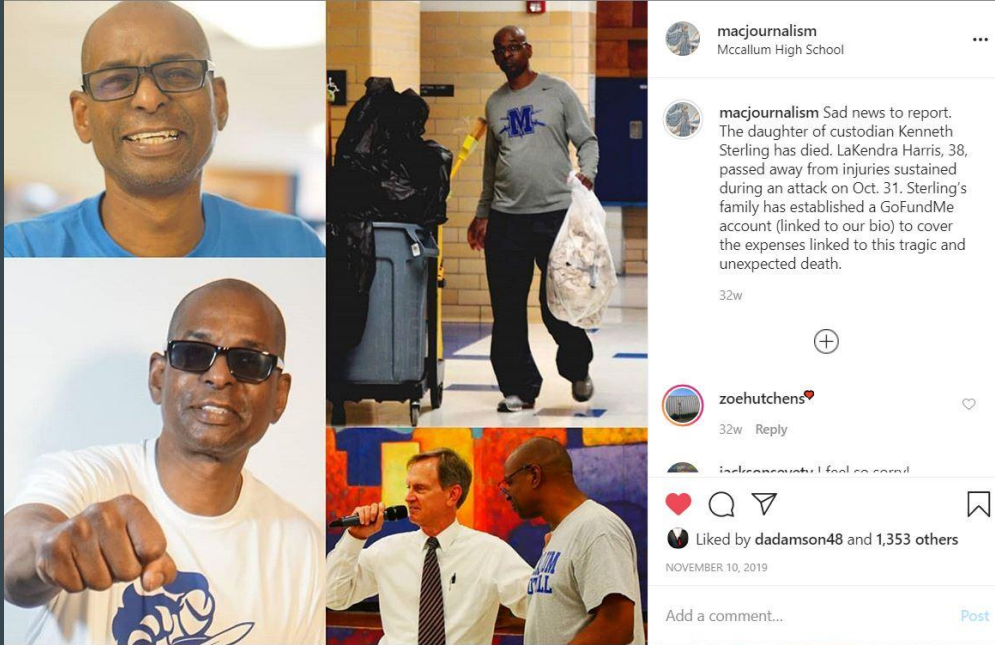 macjournalism
Mccallum High School
macjournalism Sad news to report.
The daughter of custodian Kenneth
Sterling has died. LaKendra Harris, 38,
passed away from injuries sustained
during an attack on Oct. 31. Sterling's
family has established a GoFundMe
account (linked to our bio) to cover
the expenses linked to this tragic and
unexpected death.
32w
zoehutchens
32w Reply
I feel so sorry!
Liked by dadamson48 and 1,353 others
NOVEMBER 10, 2019
Add a comment...
Post
M